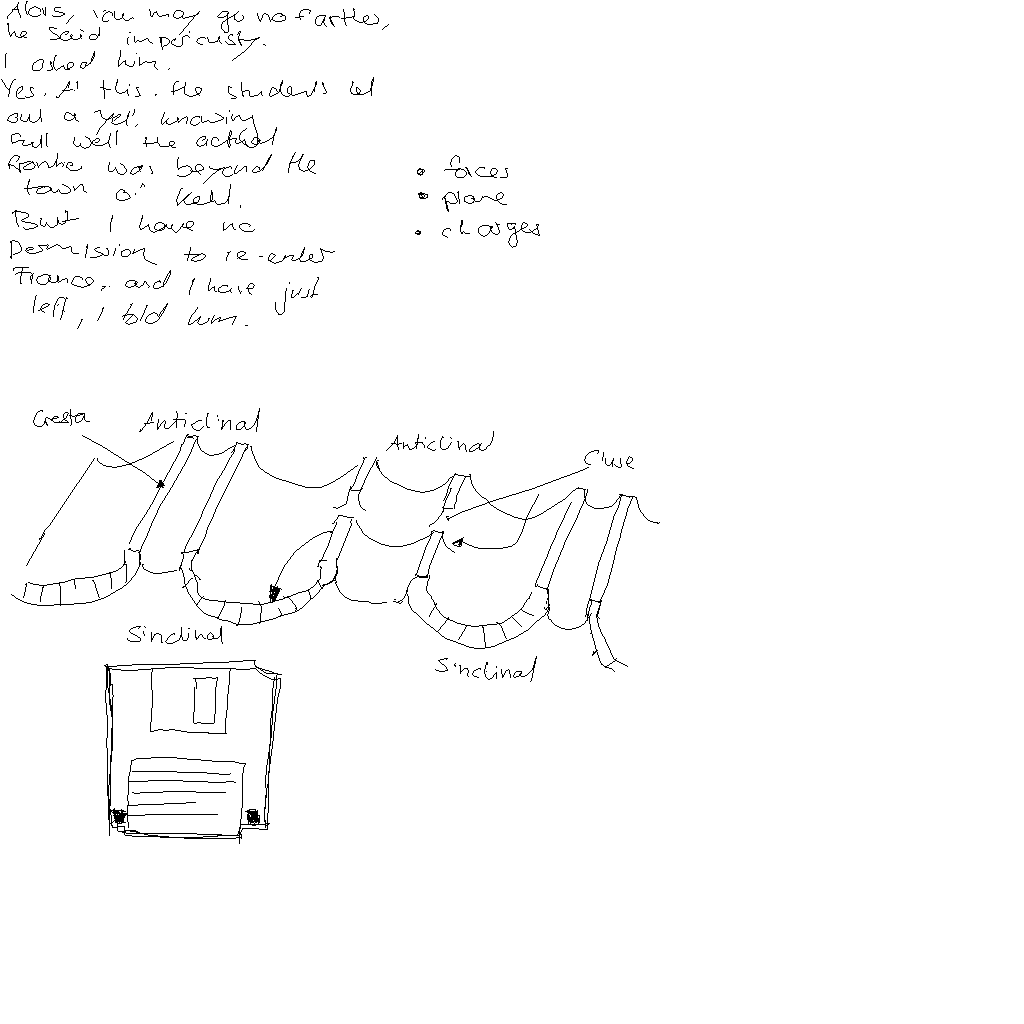 Alors, you may go no farther,
he said imperiously.
I asked him.
Yes. At this. the students let
out a 'yell', knowing
full well the actual
frontier was beyond the
town of Kehl.
But I have no
permission to re-enter
France, and I have just
left, I told him.
• faces
• plane
• charges
Cresta
Anticlinal
Anticlinal
Cluse
Sinclinal
Sinclinal